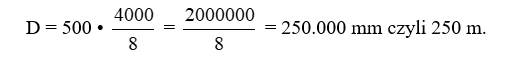 D = 500 • 4000/8 = 2000000/8 = 250.000 mm czyli 250 m.